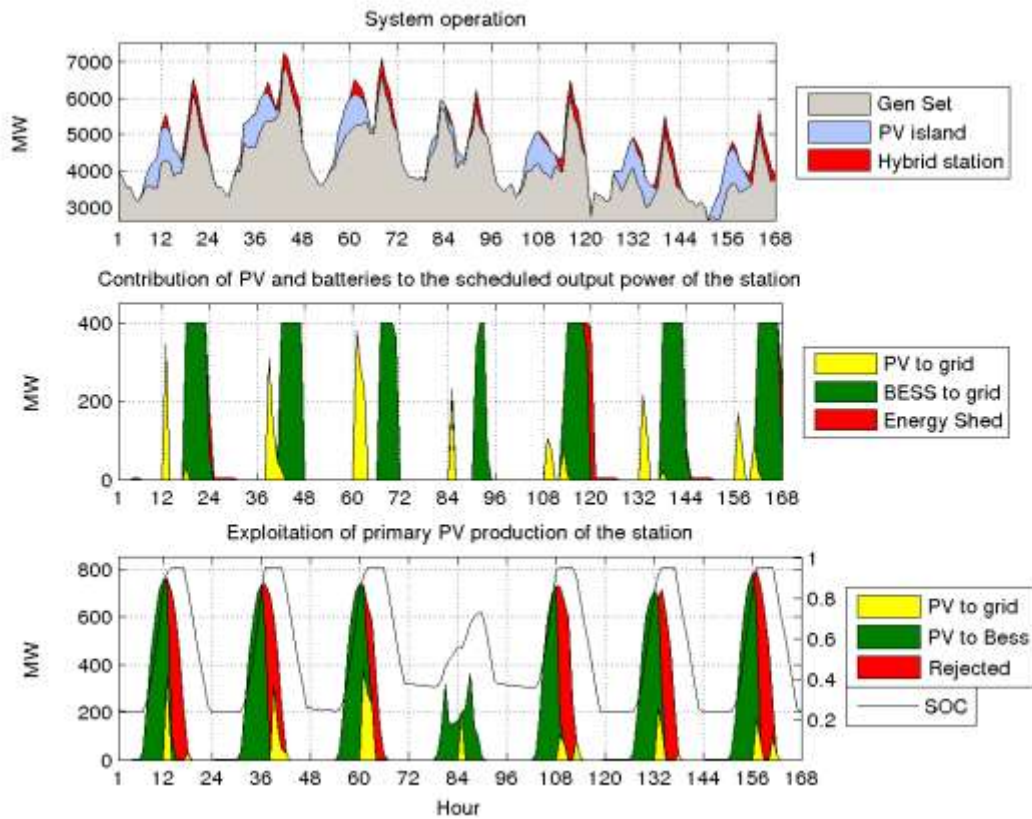 System operation
7000
6000
5000
4000
3000
MW
1 12 24 36 48 60 72 84 96 108 120 132 144 156 168
Gen Set
PV island
Hybrid station
Contribution of PV and batteries to the scheduled output power of the station
400
200
0
MW
1 12 24 36 48 60 72 84 96 108 120 132 144 156 168
PV to grid
BESS to grid
Energy Shed
Exploitation of primary PV production of the station
800
600
400
200
0
MW
1
0.8
0.6
0.4
0.2
1 12 24 36 48 60 72 84 96 108 120 132 144 156 168
Hour
PV to grid
PV to Bess
Rejected
SOC